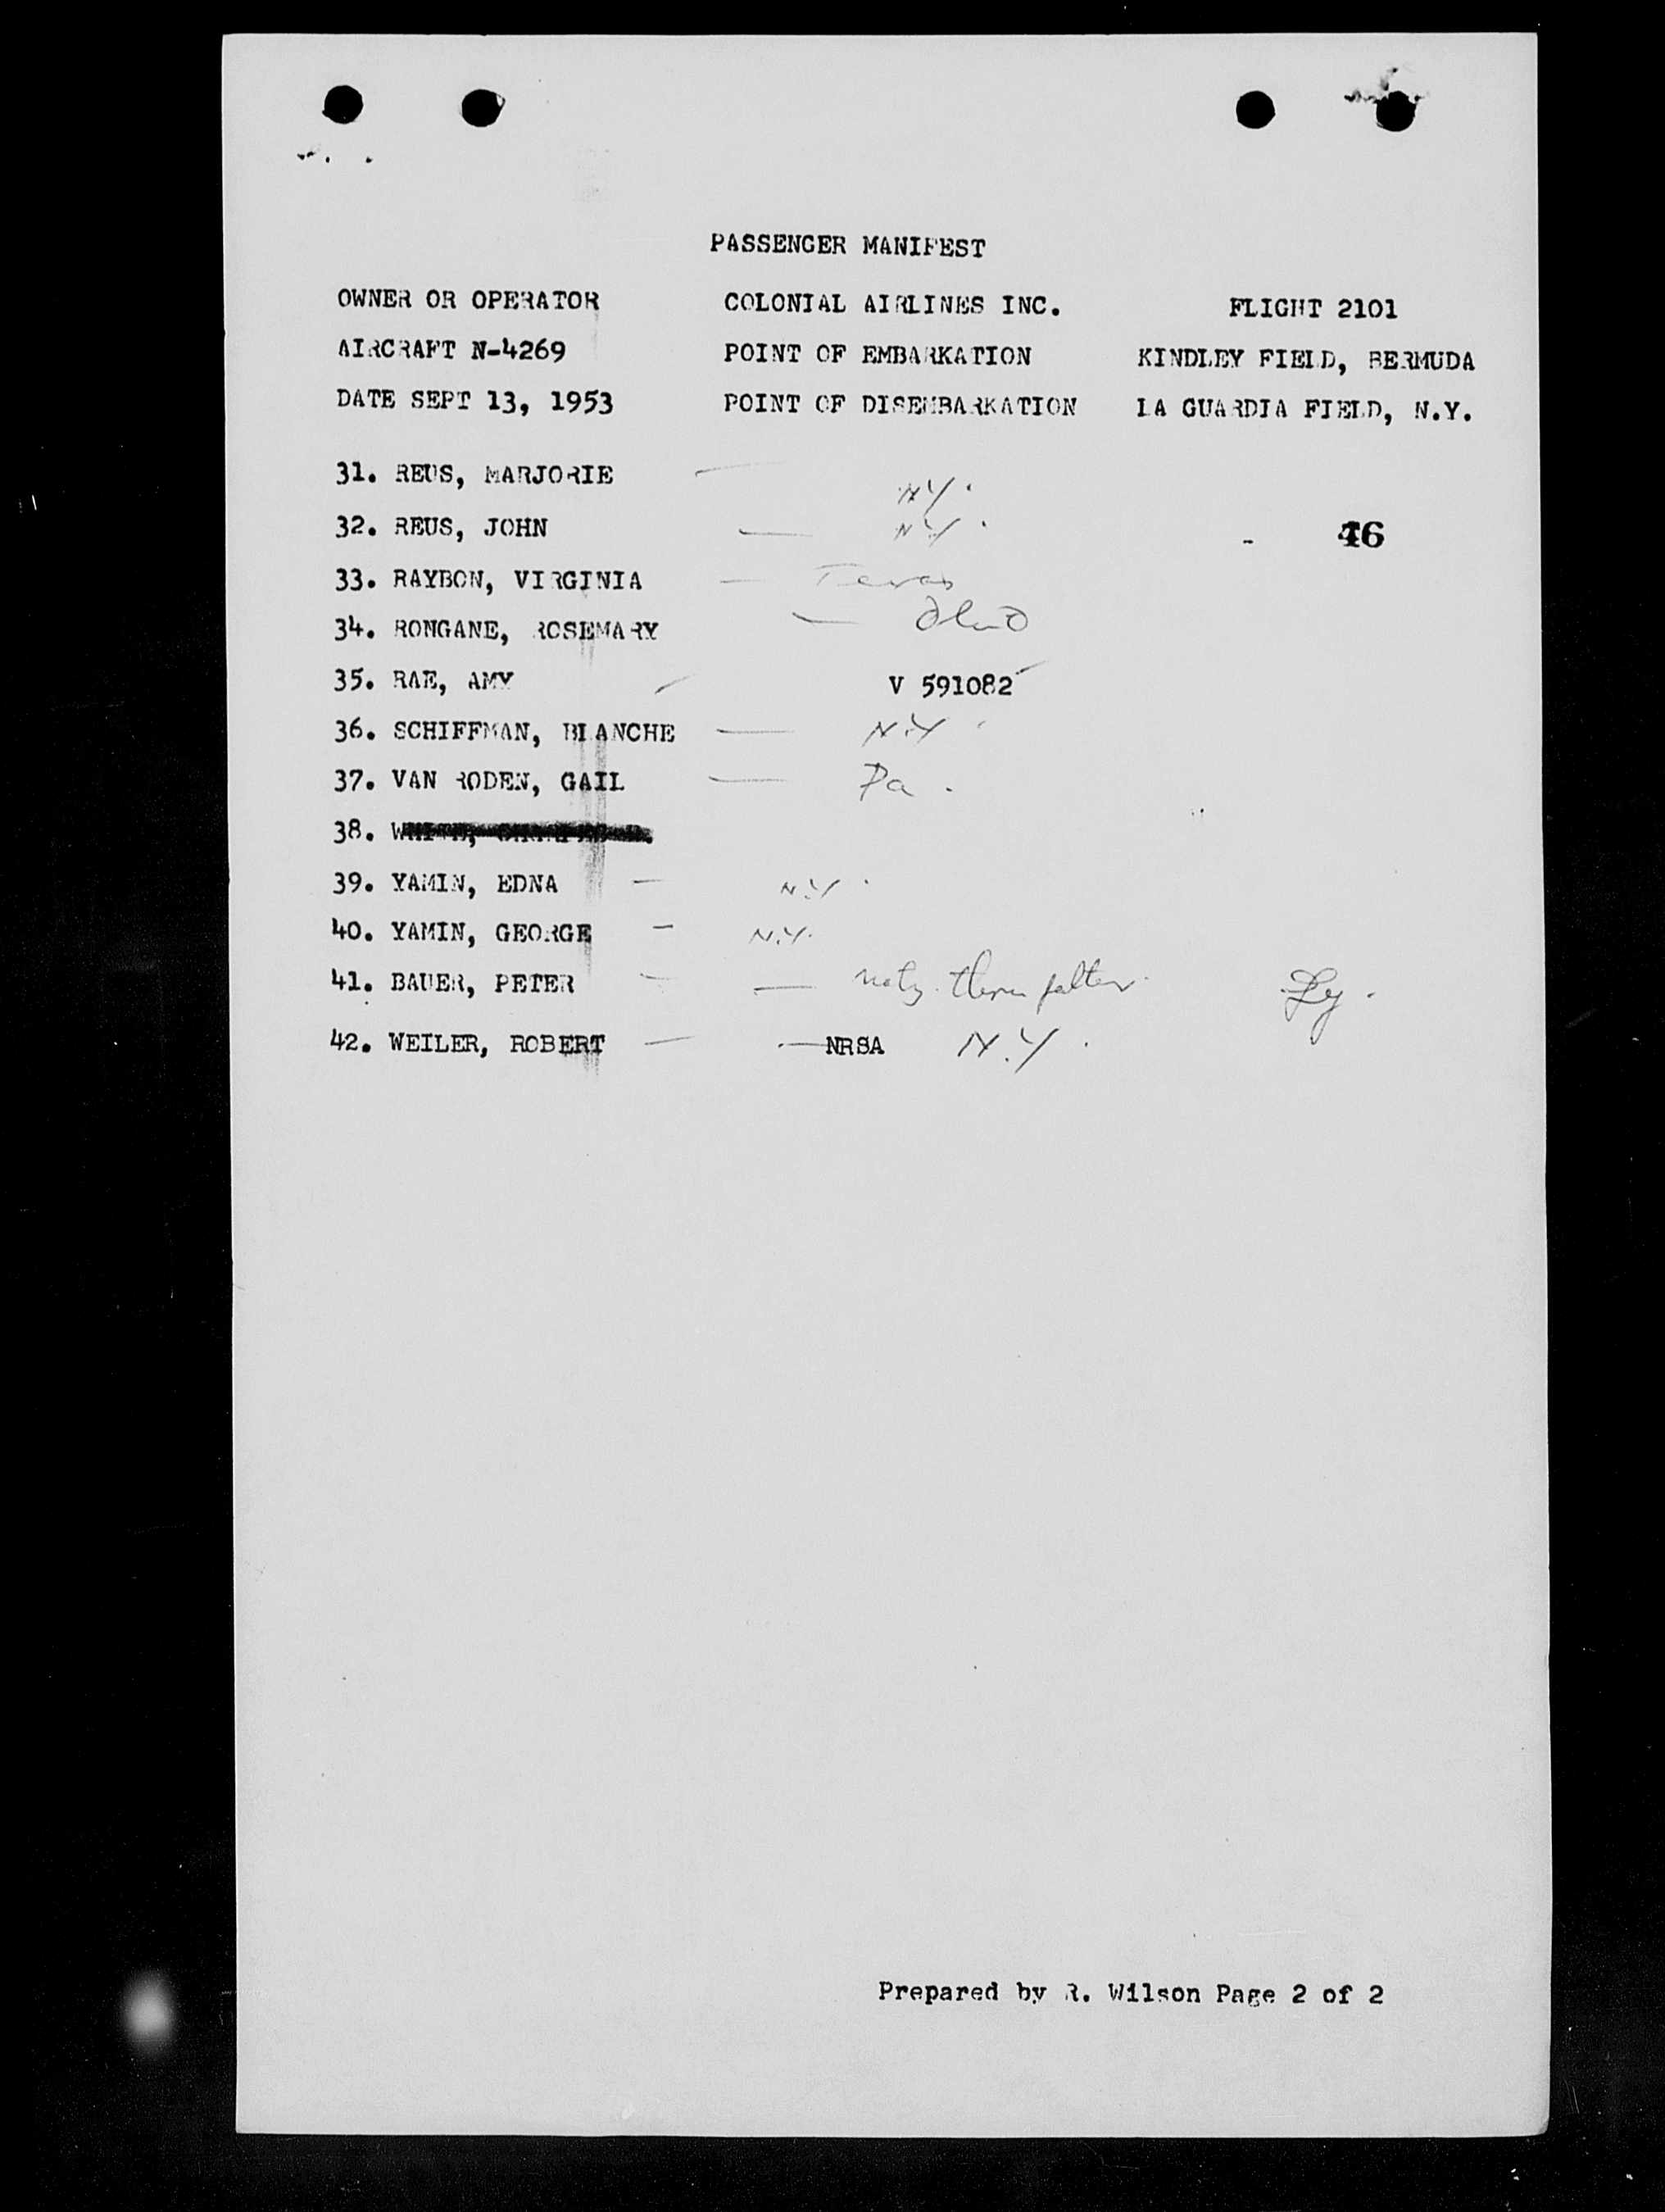 PASSENGER MANIFEST
OWNER OR OPERATOR COLONIAL AIRLINES INC. FLIGHT 2101
AIRCRAFT N-4269 POINT OF EMBARKATION KINDLEY FIELD, BERMUDA
DATE SEPT 13, 1953 POINT OF DISEMBARKATION LA GUARDIA FIELD, N.Y.
31. REUS, MARJORIE — N.Y.
32. REUS, JOHN — N.Y. - 46
33. RAYBON, VIRGINIA — Texas
34. RONGANE, ROSEMARY — Ohio
35. RAE, AMY V 591082
36. SCHIFFMAN, BLANCHE — N.Y.
37. VAN RODEN, GAIL — Pa.
38.
39. YAMIN, EDNA — N.Y.
40. YAMIN, GEORGE — N.Y.
41. BAUER, PETER — —
42. WEILER, ROBERT — — NRSA N.Y.
Prepared by R. Wilson Page 2 of 2